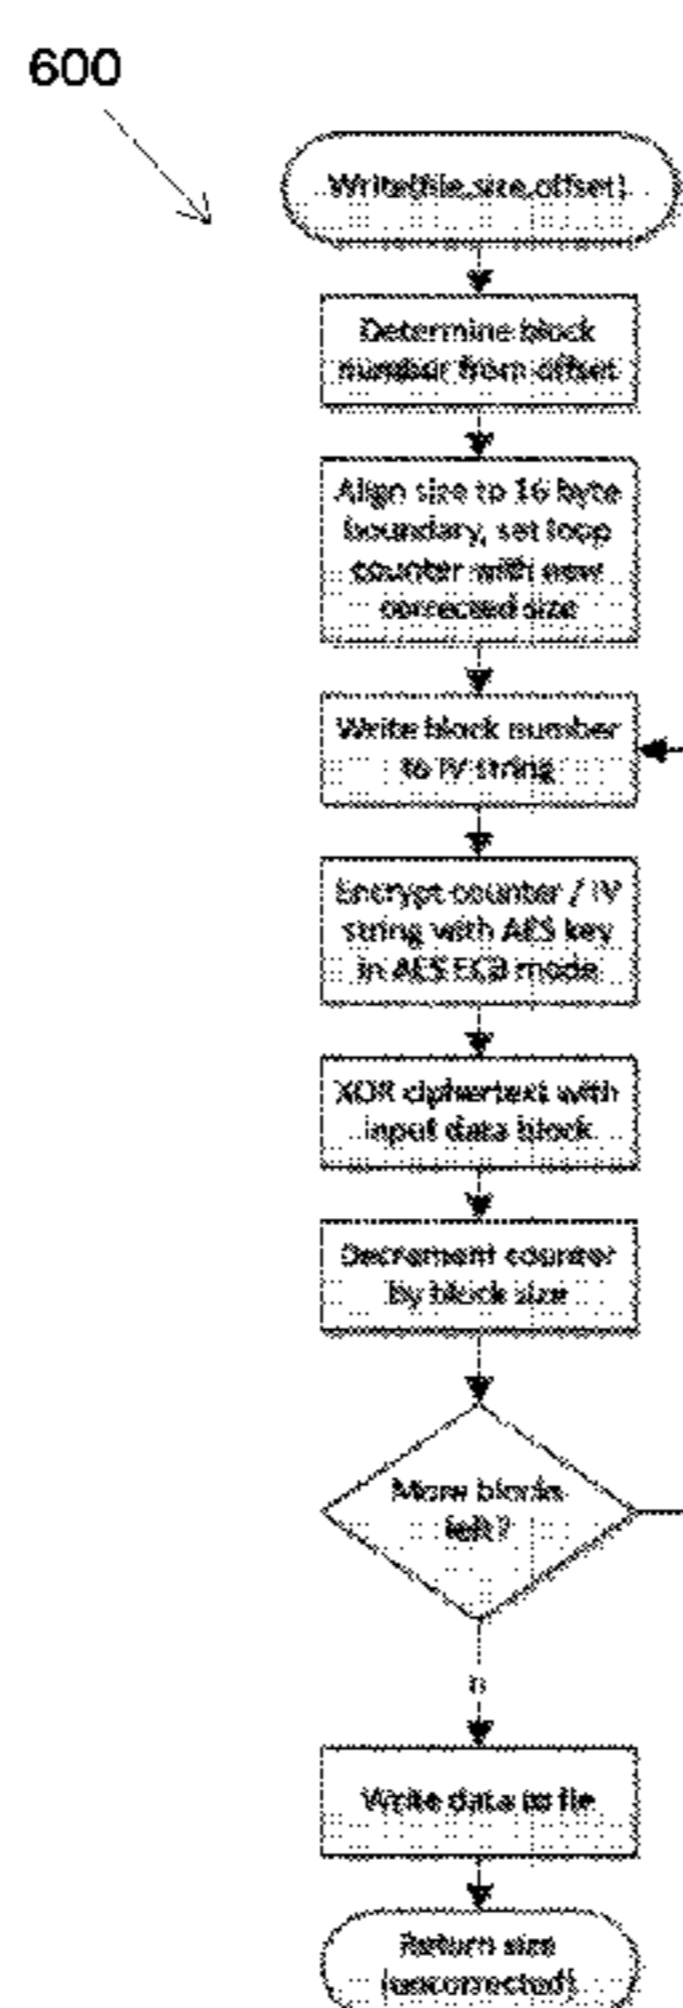 600
Write(file,size,offset)
Determine block
number from offset
Align size to 16 byte
boundary, set loop
counter with new
corrected size
Write block number
to IV string
Encrypt counter / IV
string with AES key
in AES ECB mode
XOR ciphertext with
input data block
Decrement counter
by block size
More blocks
left?
n
Write data to file
Return size
(uncorrected)